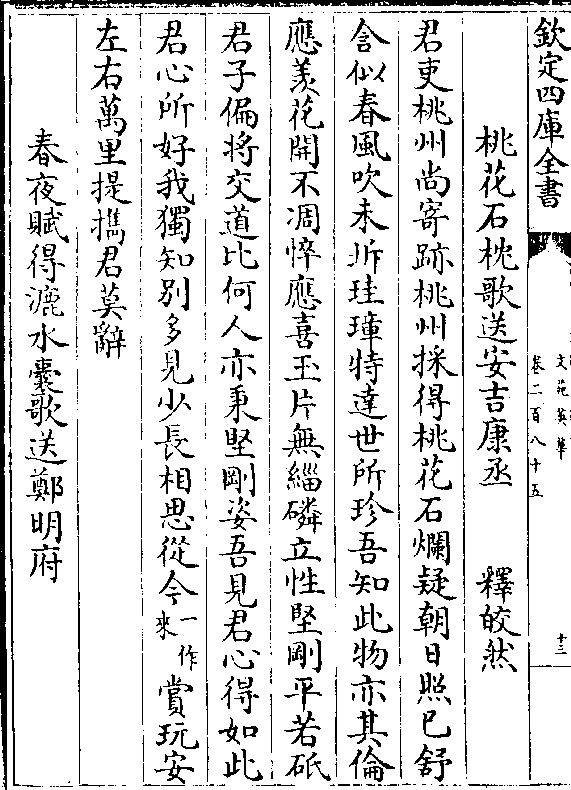 欽定四庫全書
文苑英華
卷二百八十五
十三
桃花石枕歌送安吉康丞 釋皎然
君吏桃州尚寄跡桃州採得桃花石爛疑朝日照已舒
含似春風吹未坼珪璋特達世所珍吾知此物亦其倫
應羨花開不凋悴應喜玉片無緇磷立性堅剛平若砥
君子偏將交道比何人亦秉堅剛姿吾見君心得如此
君心所好我獨知別多見少長相思從今一作來賞玩安
左右萬里提攜君莫辭
春夜賦得漉水囊歌送鄭明府